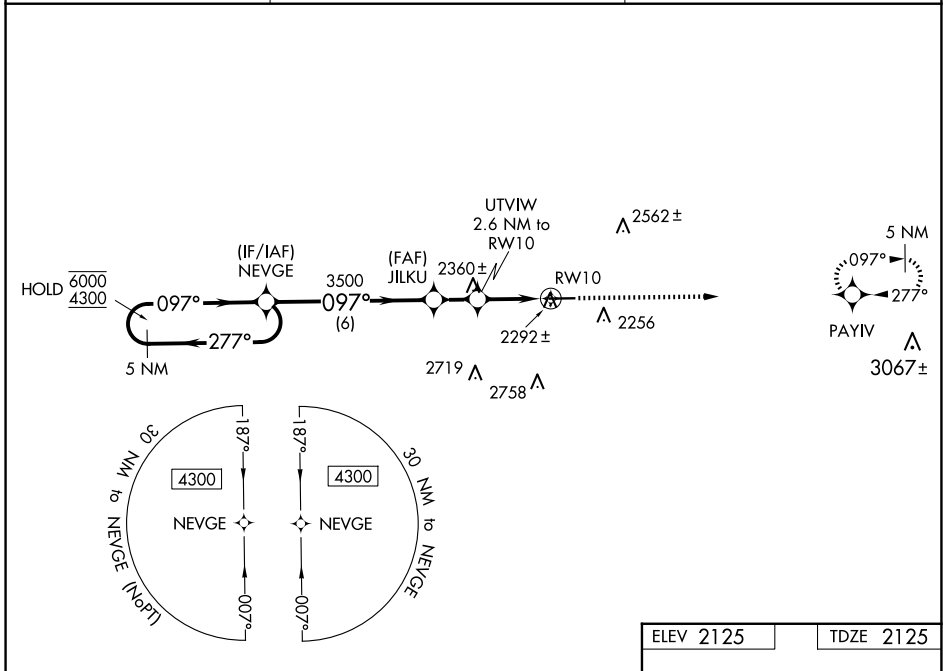 UTVIW
2.6 NM to
RW10
2562±
5 NM
097°
277°
PAYIV
3067±
(IF/IAF)
NEVGE
3500
097°
(6)
(FAF)
JILKU
2360±
RW10
HOLD 6000
4300
097°
277°
5 NM
2292±
2256
2719
2758
30 NM to NEVGE (NoPT)
187°
4300
NEVGE
007°
187°
4300
NEVGE
007°
30 NM to NEVGE
ELEV 2125
TDZE 2125